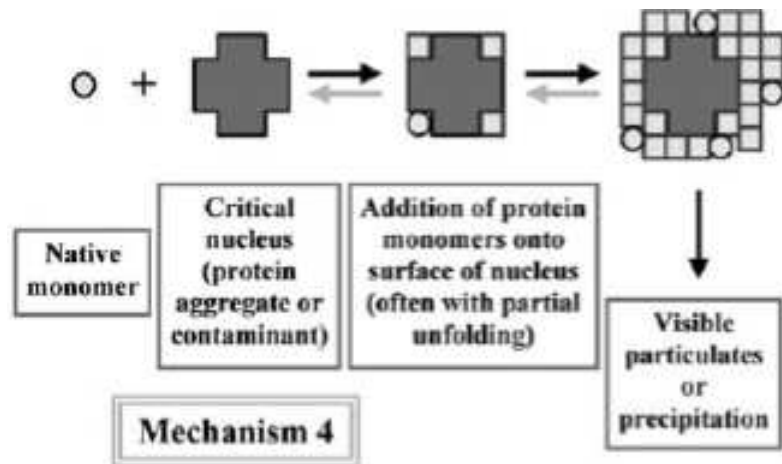 +
Native
monomer
Critical
nucleus
(protein
aggregate or
contaminant)
Addition of protein
monomers onto
surface of nucleus
(often with partial
unfolding)
Visible
particulates
or
precipitation
Mechanism 4